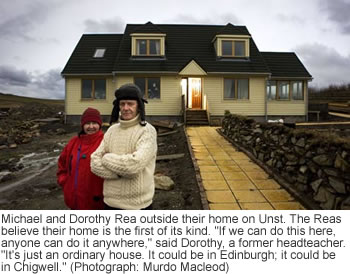 Michael and Dorothy Rea outside their home on Unst. The Reas
believe their home is the first of its kind. "If we can do this here,
anyone can do it anywhere," said Dorothy, a former headteacher.
"It's just an ordinary house. It could be in Edinburgh; it could be
in Chigwell." (Photograph: Murdo Macleod)